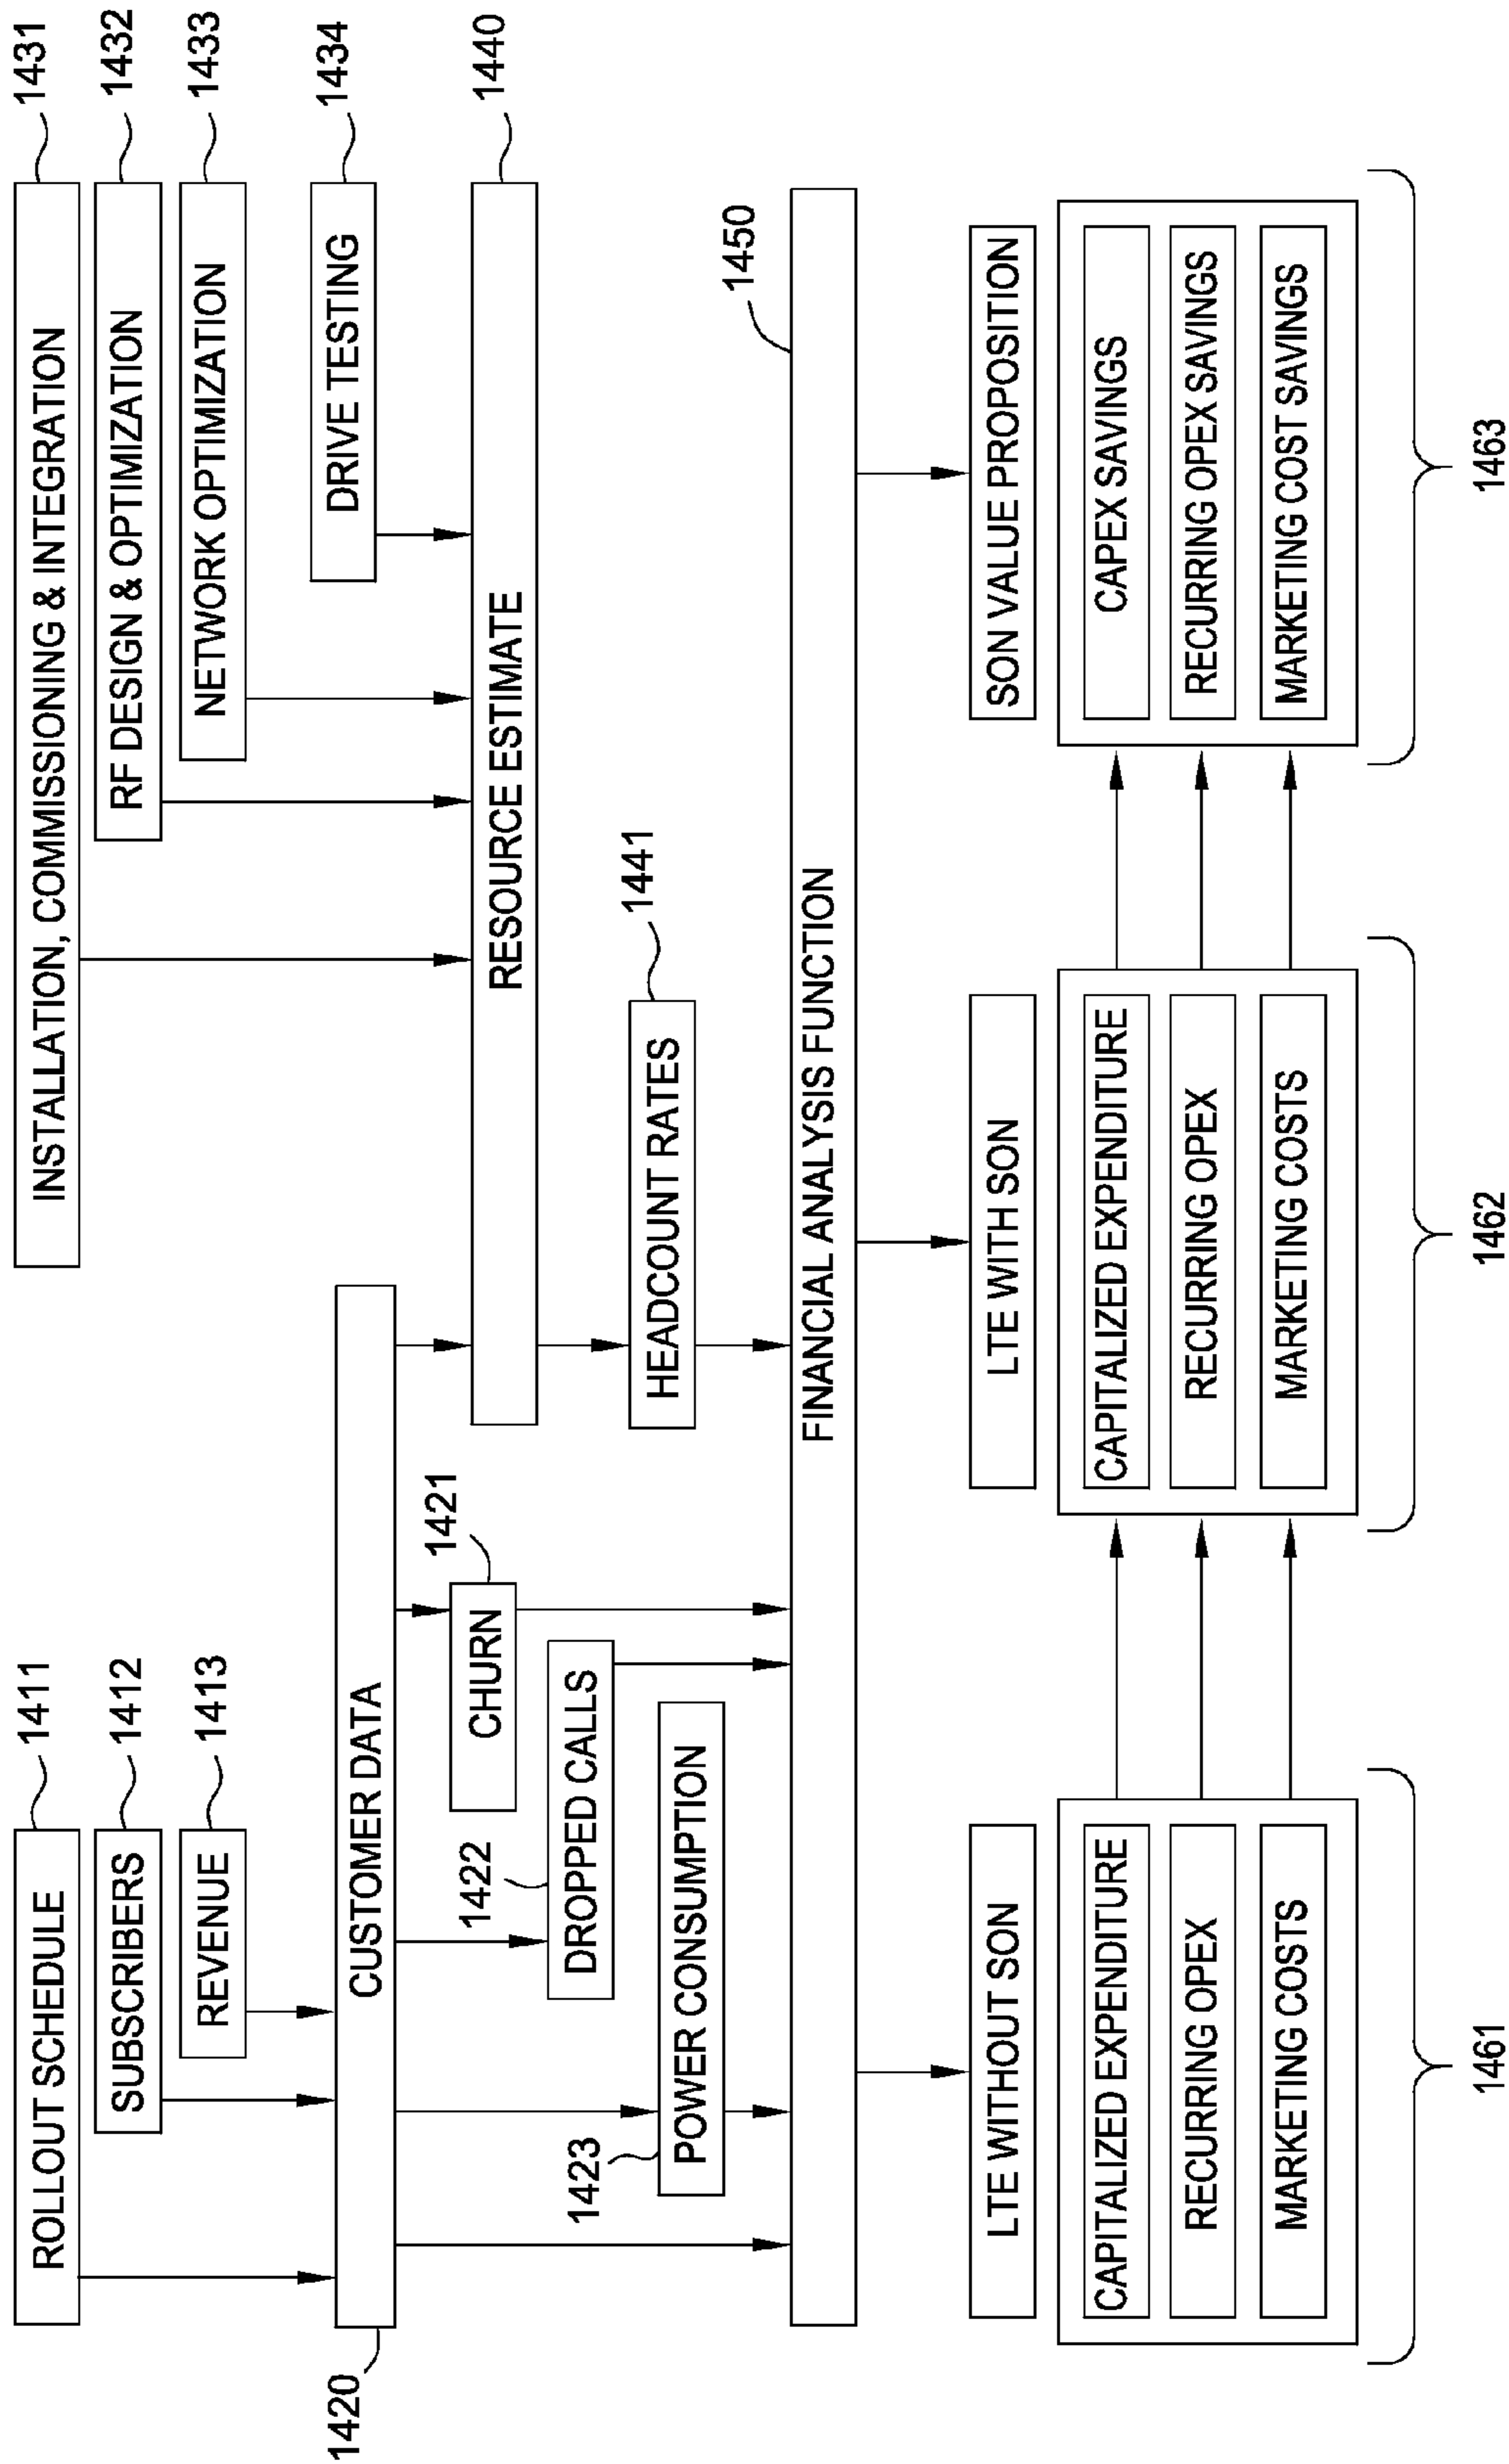 ROLLOUT SCHEDULE
1411
SUBSCRIBERS
1412
REVENUE
1413
INSTALLATION, COMMISSIONING & INTEGRATION
1431
RF DESIGN & OPTIMIZATION
1432
NETWORK OPTIMIZATION
1433
DRIVE TESTING
1434
1420
CUSTOMER DATA
CHURN
1421
1422
DROPPED CALLS
1423
POWER CONSUMPTION
RESOURCE ESTIMATE
1440
HEADCOUNT RATES
1441
FINANCIAL ANALYSIS FUNCTION
1450
LTE WITHOUT SON
CAPITALIZED EXPENDITURE
RECURRING OPEX
MARKETING COSTS
1461
LTE WITH SON
CAPITALIZED EXPENDITURE
RECURRING OPEX
MARKETING COSTS
1462
SON VALUE PROPOSITION
CAPEX SAVINGS
RECURRING OPEX SAVINGS
MARKETING COST SAVINGS
1463